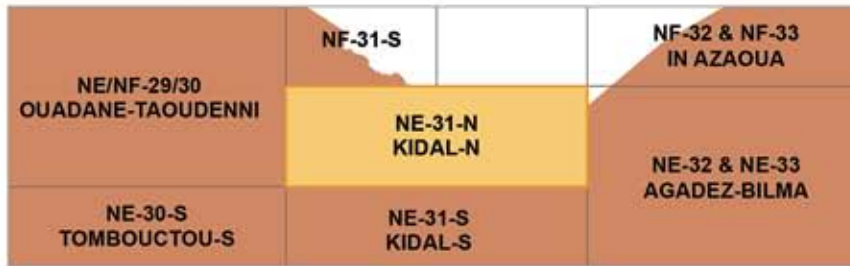 NF-31-S
NF-32 & NF-33
IN AZAOUA
NE/NF-29/30
OUADANE-TAOUDENNI
NE-31-N
KIDAL-N
NE-32 & NE-33
AGADEZ-BILMA
NE-30-S
TOMBOUCTOU-S
NE-31-S
KIDAL-S